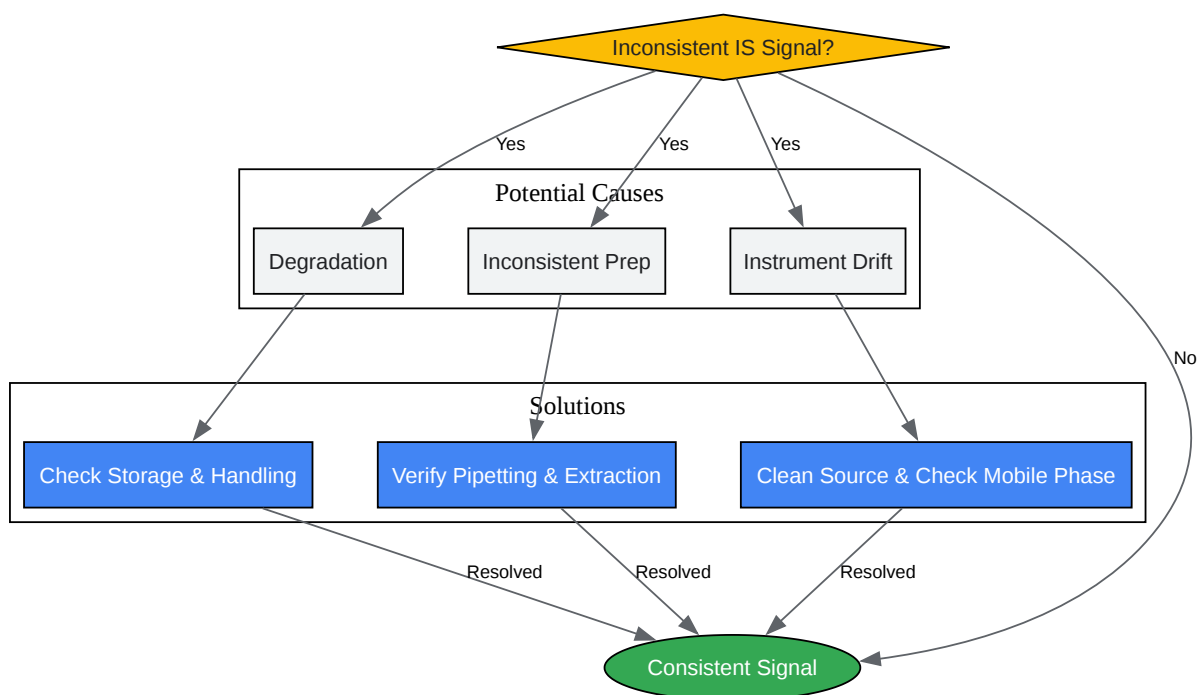 Inconsistent IS Signal?
Yes
Yes
Yes
Potential Causes
Degradation
Inconsistent Prep
Instrument Drift
No
Solutions
Check Storage & Handling
Verify Pipetting & Extraction
Clean Source & Check Mobile Phase
Resolved
Resolved
Resolved
Consistent Signal